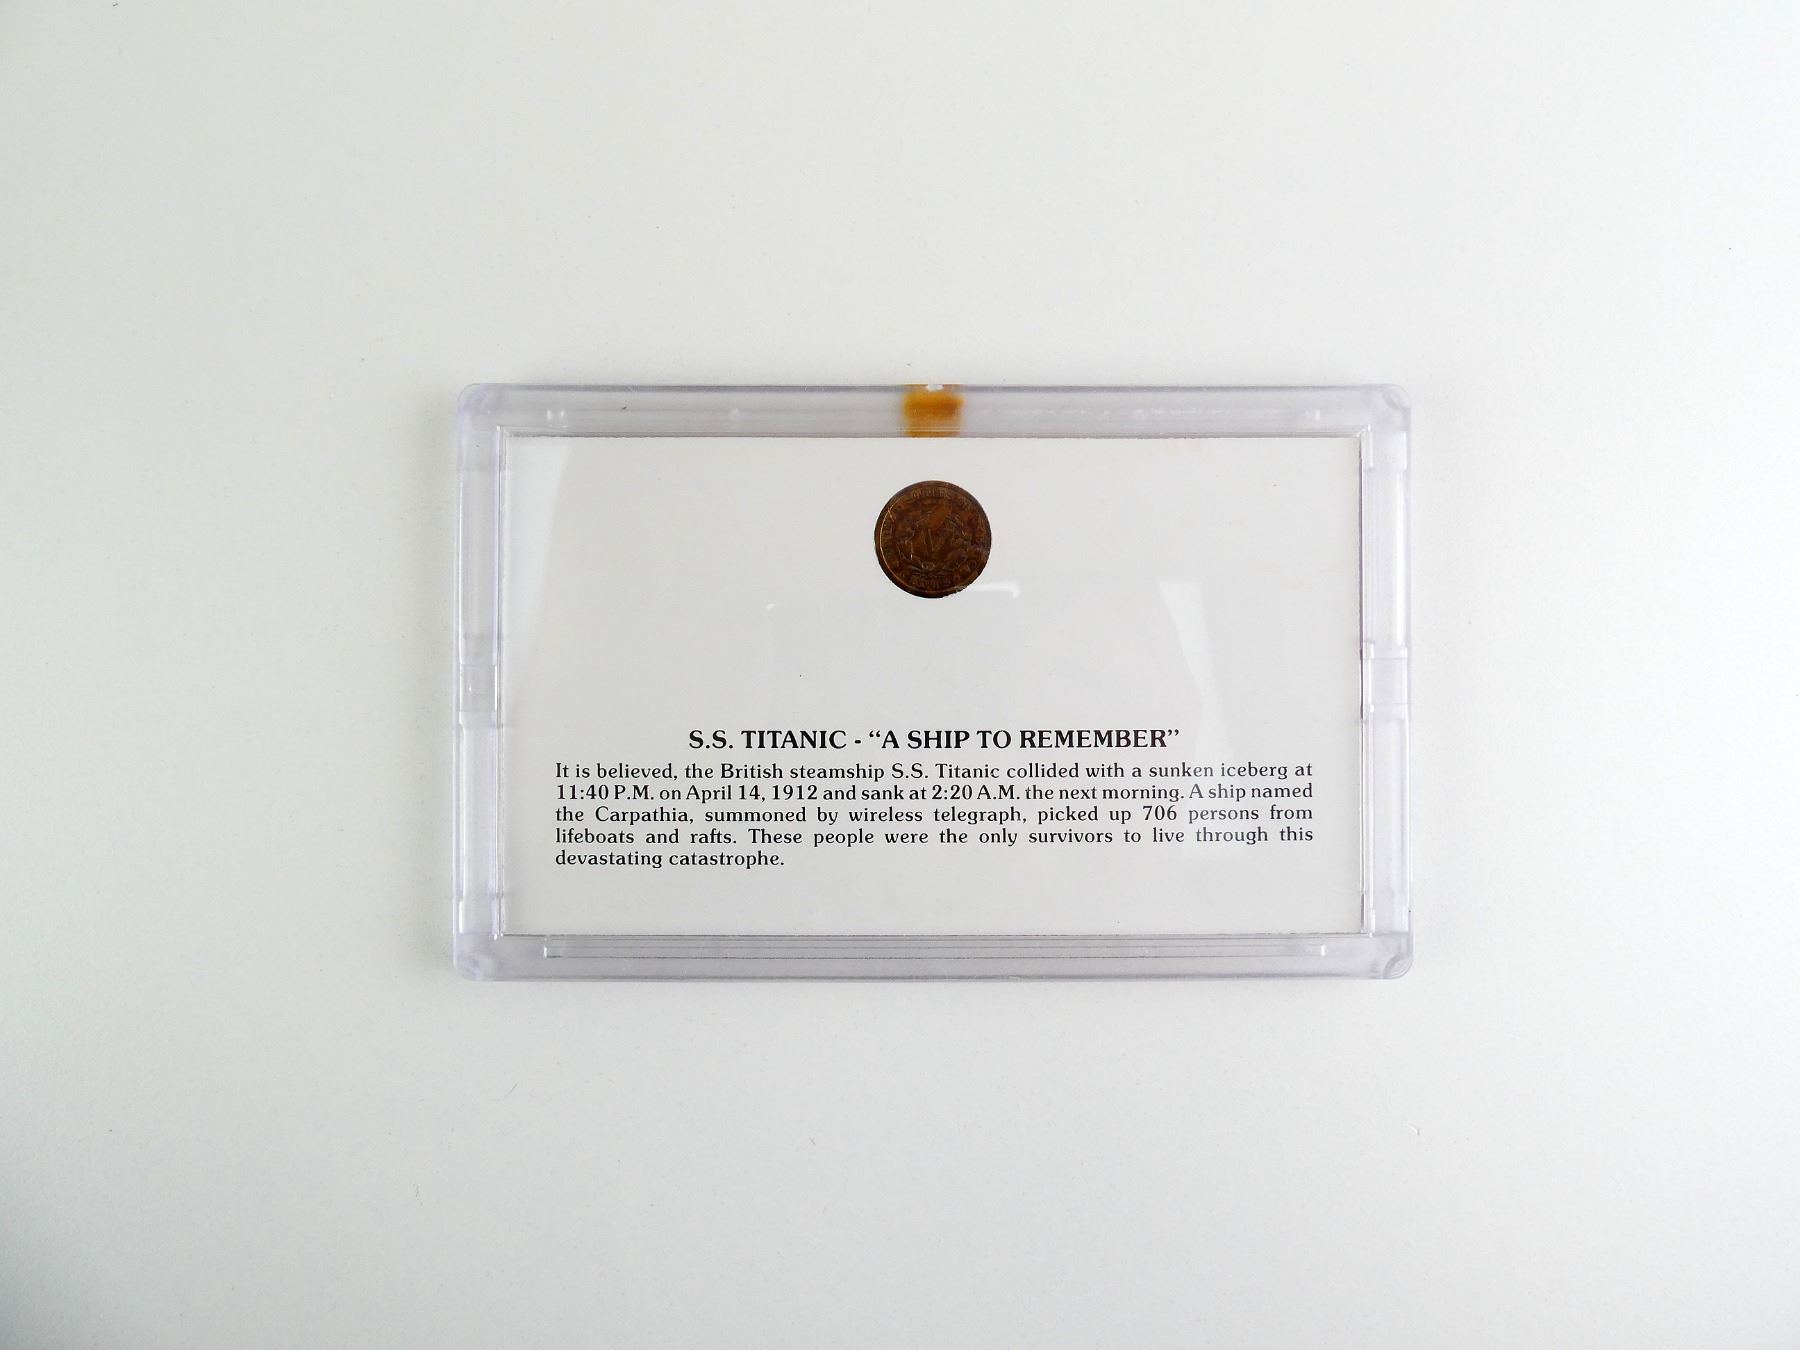 V
S.S. TITANIC - “A SHIP TO REMEMBER”
It is believed, the British steamship S.S. Titanic collided with a sunken iceberg at
11:40 P.M. on April 14, 1912 and sank at 2:20 A.M. the next morning. A ship named
the Carpathia, summoned by wireless telegraph, picked up 706 persons from
lifeboats and rafts. These people were the only survivors to live through this
devastating catastrophe.